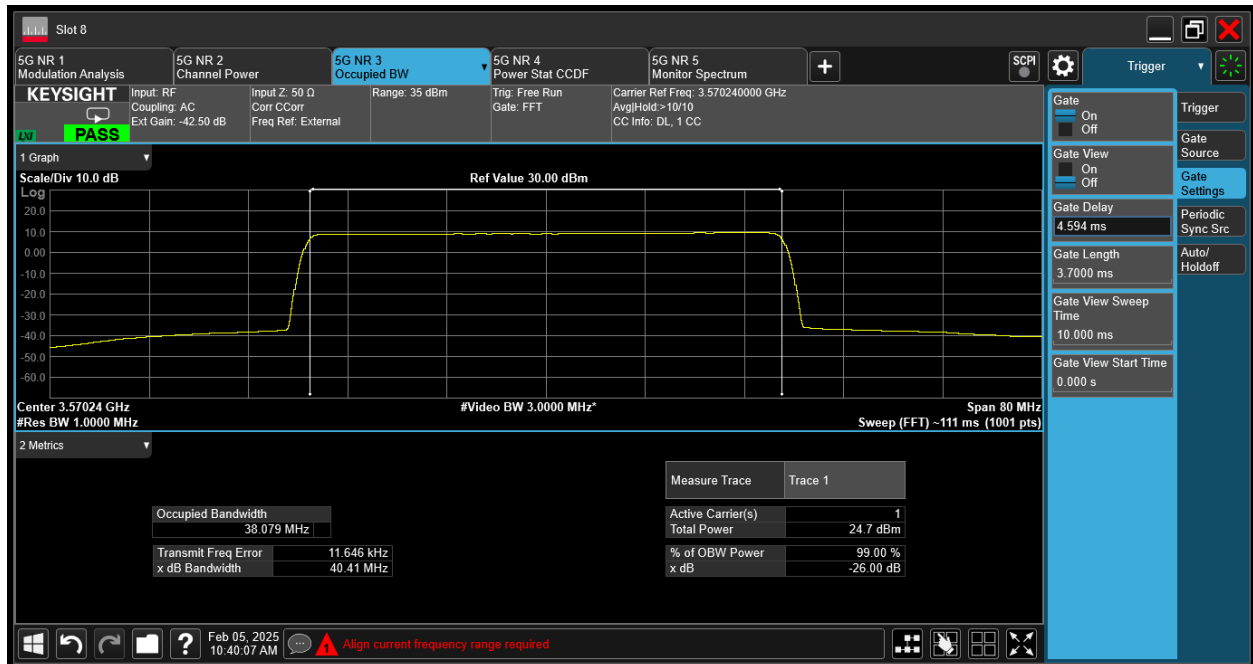 Slot 8
5G NR 1
Modulation Analysis
5G NR 2
Channel Power
5G NR 3
Occupied BW
5G NR 4
Power Stat CCDF
5G NR 5
Monitor Spectrum
SCPI
Trigger
KEYSIGHT
LXI
PASS
Input: RF
Coupling: AC
Ext Gain: -42.50 dB
Input Z: 50 Ω
Corr CCorr
Freq Ref: External
Range: 35 dBm
Trig: Free Run
Gate: FFT
Carrier Ref Freq: 3.570240000 GHz
Avg|Hold:>10/10
CC Info: DL, 1 CC
1 Graph
Scale/Div 10.0 dB
Ref Value 30.00 dBm
Log
20.0
10.0
0.00
-10.0
-20.0
-30.0
-40.0
-50.0
-60.0
Center 3.57024 GHz
#Video BW 3.0000 MHz*
Span 80 MHz
#Res BW 1.0000 MHz
Sweep (FFT) ~111 ms (1001 pts)
2 Metrics
Measure Trace Trace 1
Occupied Bandwidth
38.079 MHz
Transmit Freq Error 11.646 kHz
x dB Bandwidth 40.41 MHz
Active Carrier(s) 1
Total Power 24.7 dBm
% of OBW Power 99.00 %
x dB -26.00 dB
Gate
On
Off
Gate View
On
Off
Gate Delay
4.594 ms
Gate Length
3.7000 ms
Gate View Sweep
Time
10.000 ms
Gate View Start Time
0.000 s
Trigger
Gate
Source
Gate
Settings
Periodic
Sync Src
Auto/
Holdoff
?
Feb 05, 2025
10:40:07 AM
1
Align current frequency range required